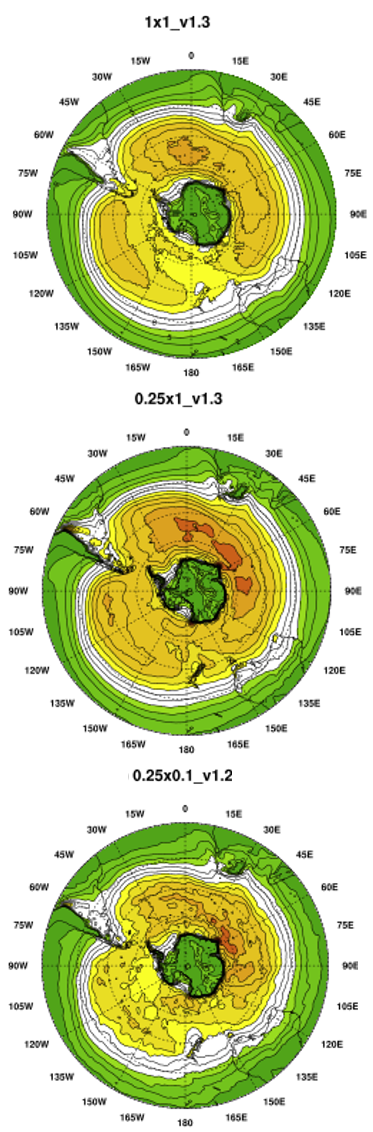 1x1_v1.3
0
15W 15E
30W 30E
45W 45E
60W 60E
75W 75E
90W 90E
105W 105E
120W 120E
135W 135E
150W 150E
165W 165E
180
0.25x1_v1.3
0
15W 15E
30W 30E
45W 45E
60W 60E
75W 75E
90W 90E
105W 105E
120W 120E
135W 135E
150W 150E
165W 165E
180
0.25x0.1_v1.2
0
15W 15E
30W 30E
45W 45E
60W 60E
75W 75E
90W 90E
105W 105E
120W 120E
135W 135E
150W 150E
165W 165E
180